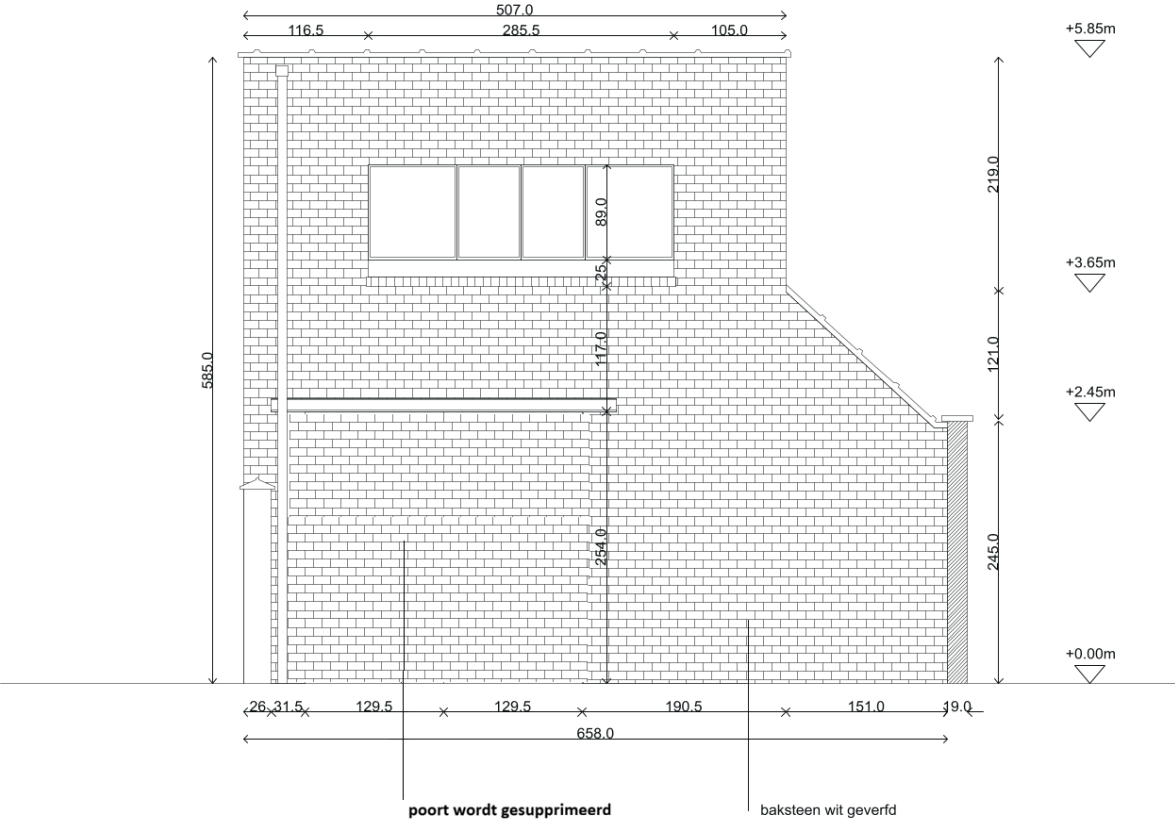 507.0
116.5 285.5 105.0
+5.85m
219.0
89.0
25
+3.65m
117.0
121.0
585.0
+2.45m
254.0
245.0
+0.00m
26 31.5 129.5 129.5 190.5 151.0 19.0
658.0
poort wordt gesupprimeerd
baksteen wit geverfd